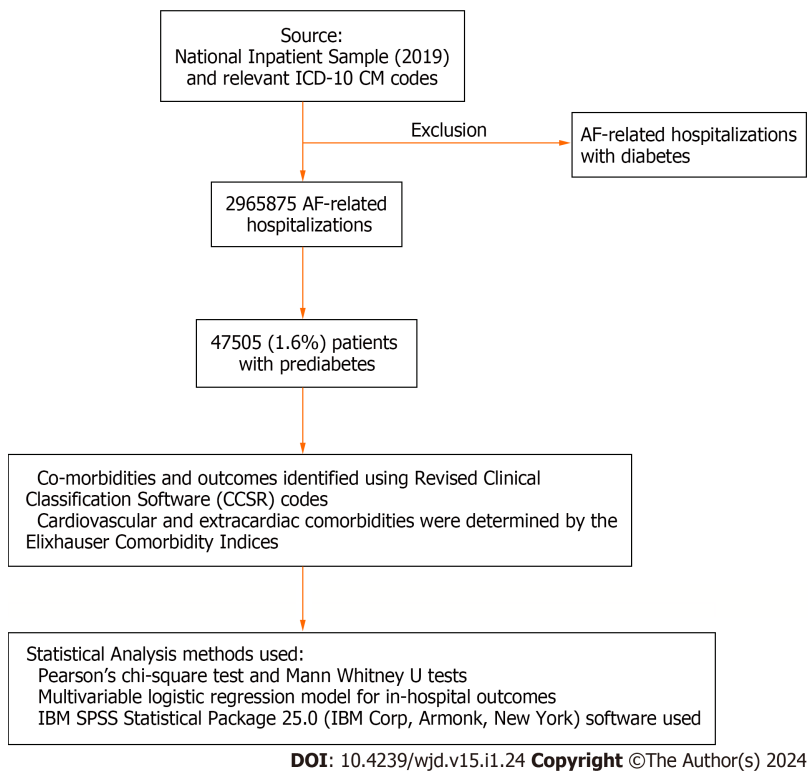 Source:
National Inpatient Sample (2019)
and relevant ICD-10 CM codes
Exclusion
AF-related hospitalizations
with diabetes
2965875 AF-related
hospitalizations
47505 (1.6%) patients
with prediabetes
Co-morbidities and outcomes identified using Revised Clinical
Classification Software (CCSR) codes
Cardiovascular and extracardiac comorbidities were determined by the
Elixhauser Comorbidity Indices
Statistical Analysis methods used:
Pearson's chi-square test and Mann Whitney U tests
Multivariable logistic regression model for in-hospital outcomes
IBM SPSS Statistical Package 25.0 (IBM Corp, Armonk, New York) software used
DOI: 10.4239/wjd.v15.i1.24 Copyright ©The Author(s) 2024